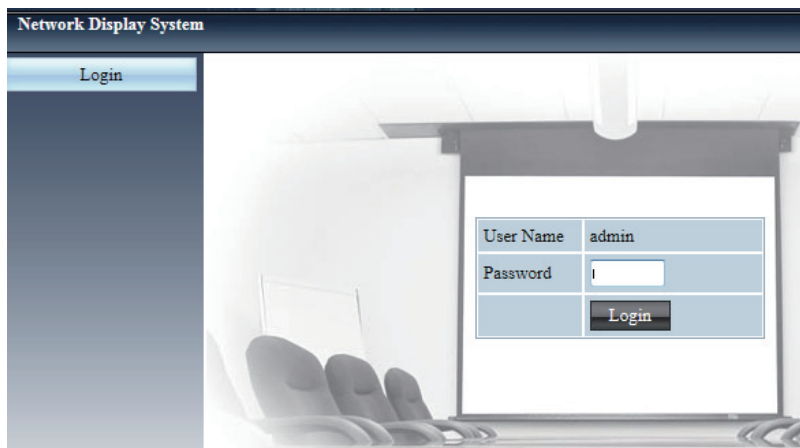 Network Display System
Login
User Name admin
Password
Login